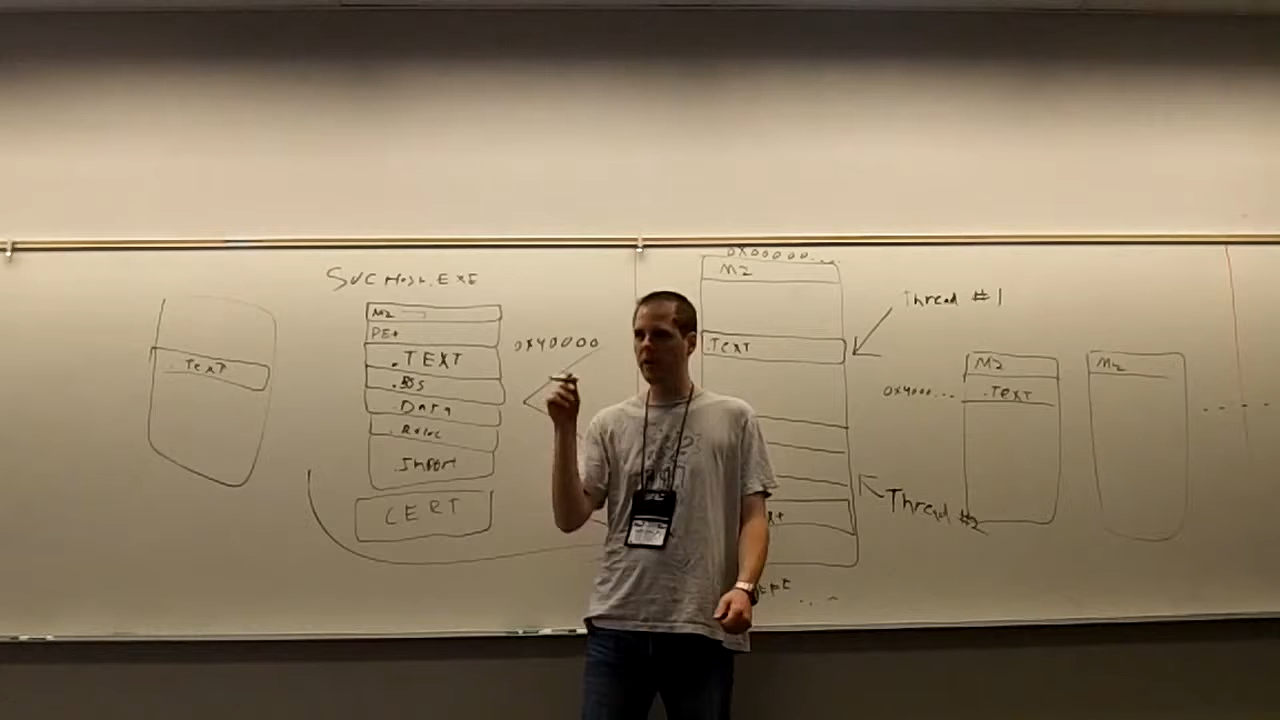 .TEXT
SVCHOST.EXE
MZ
PE+
.TEXT
.BSS
.Data
.Reloc
.Import
CERT
0x40000
0x00000....
MZ
.TEXT
Thread #1
Thread #2
MZ
0x4000...
.TEXT
MZ